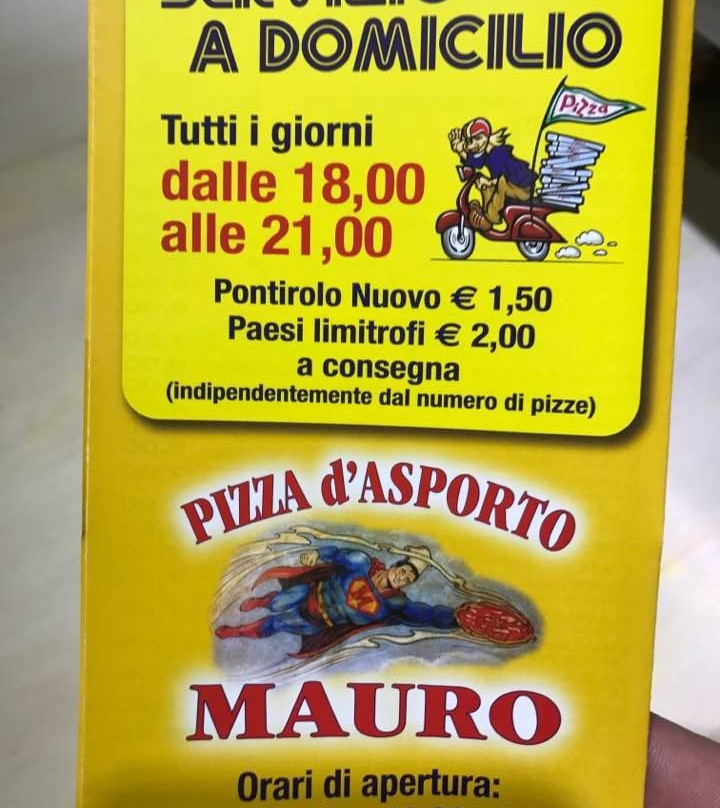 SERVIZIO
A DOMICILIO
Pizza
Tutti i giorni
dalle 18,00
alle 21,00
Pontirolo Nuovo € 1,50
Paesi limitrofi € 2,00
a consegna
(indipendentemente dal numero di pizze)
PIZZA d'ASPORTO
M
MAURO
Orari di apertura: